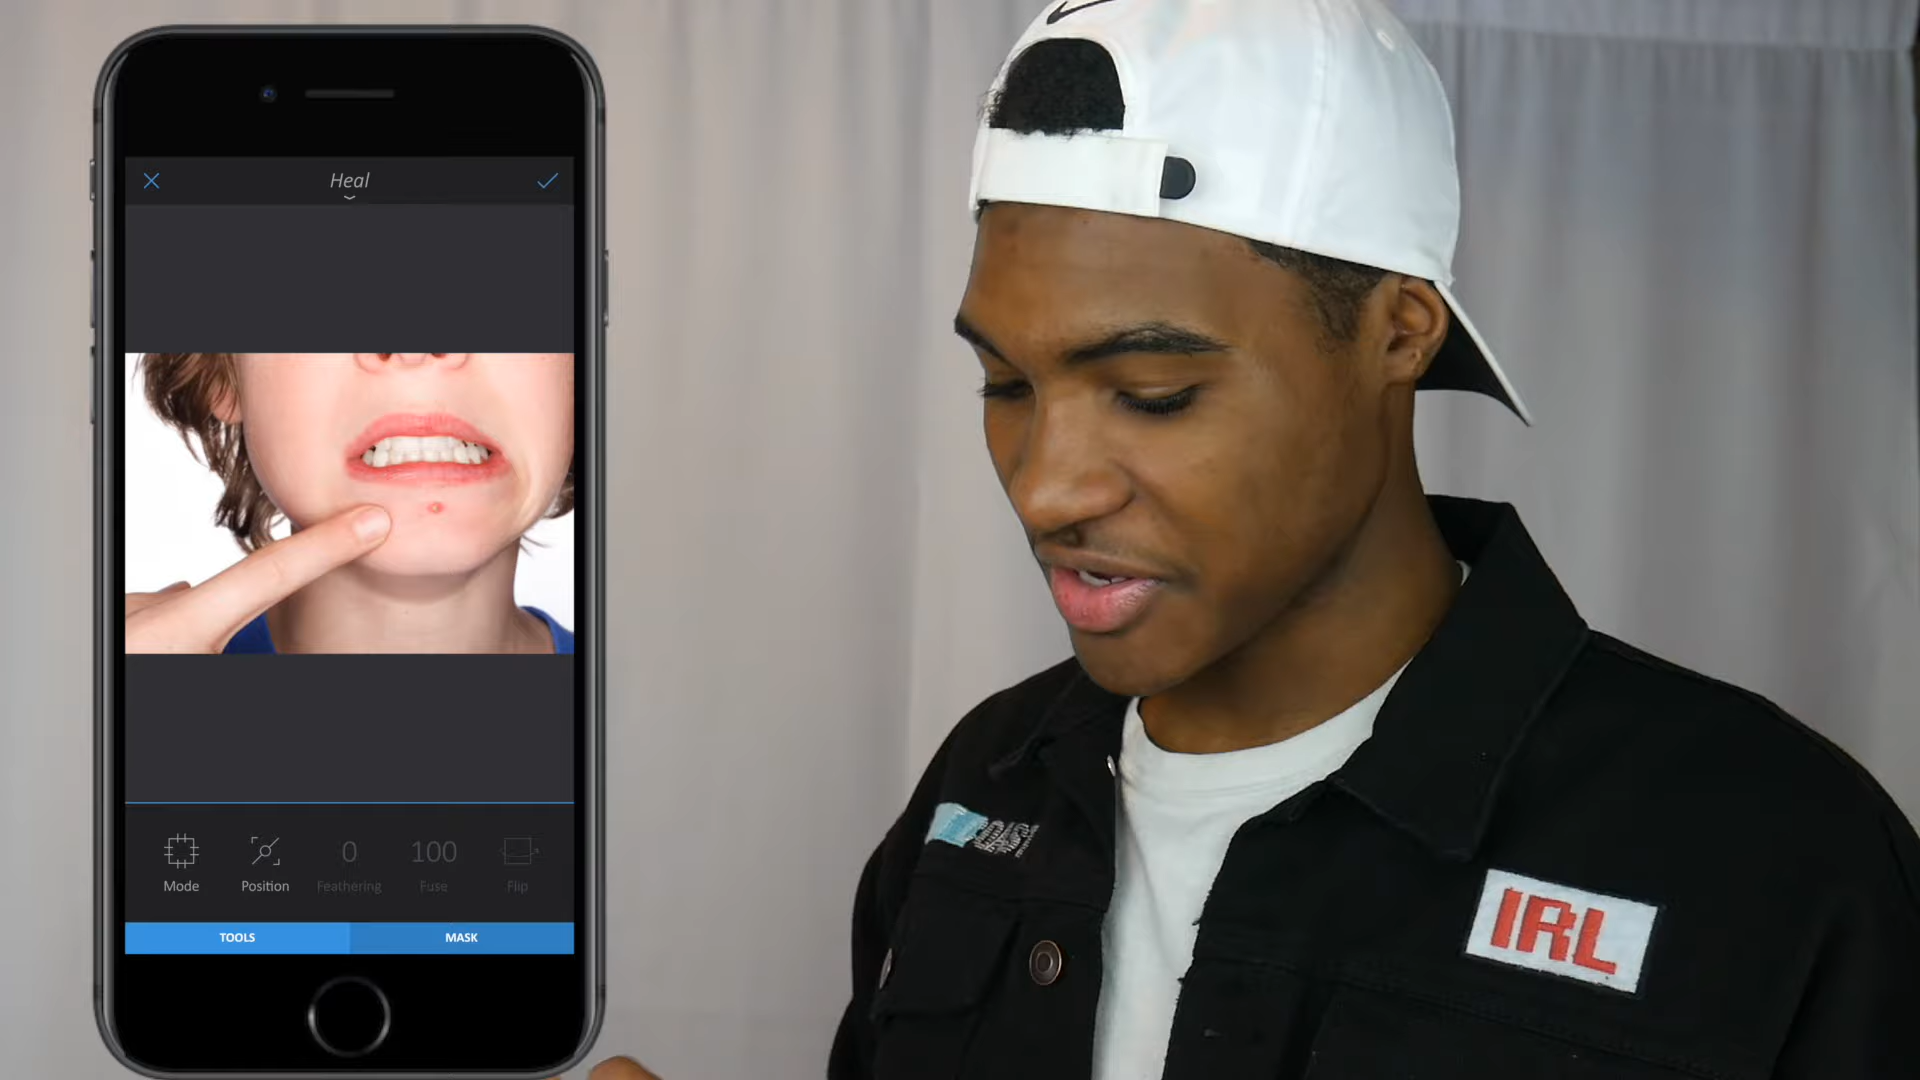 Heal
0
100
Mode
Position
Feathering
Fuse
Flip
TOOLS
MASK
IRL